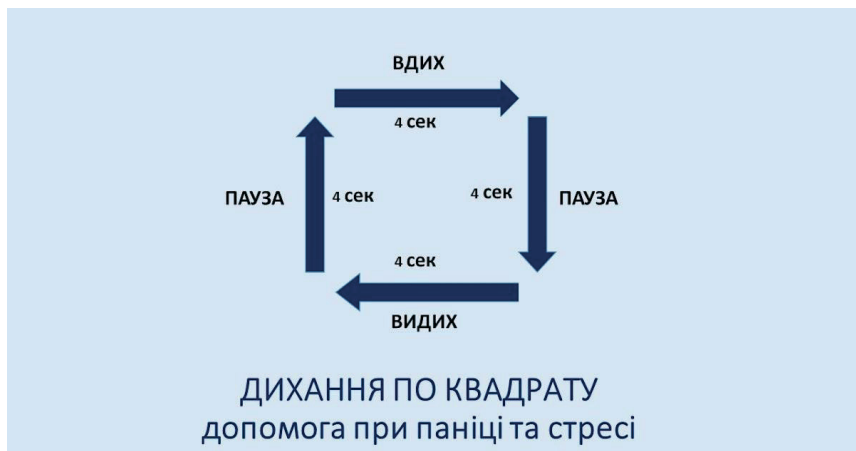 ВДИХ
4 сек
ПАУЗА
4 сек
4 сек
ПАУЗА
4 сек
ВИДИХ
ДИХАННЯ ПО КВАДРАТУ
допомога при паніці та стресі